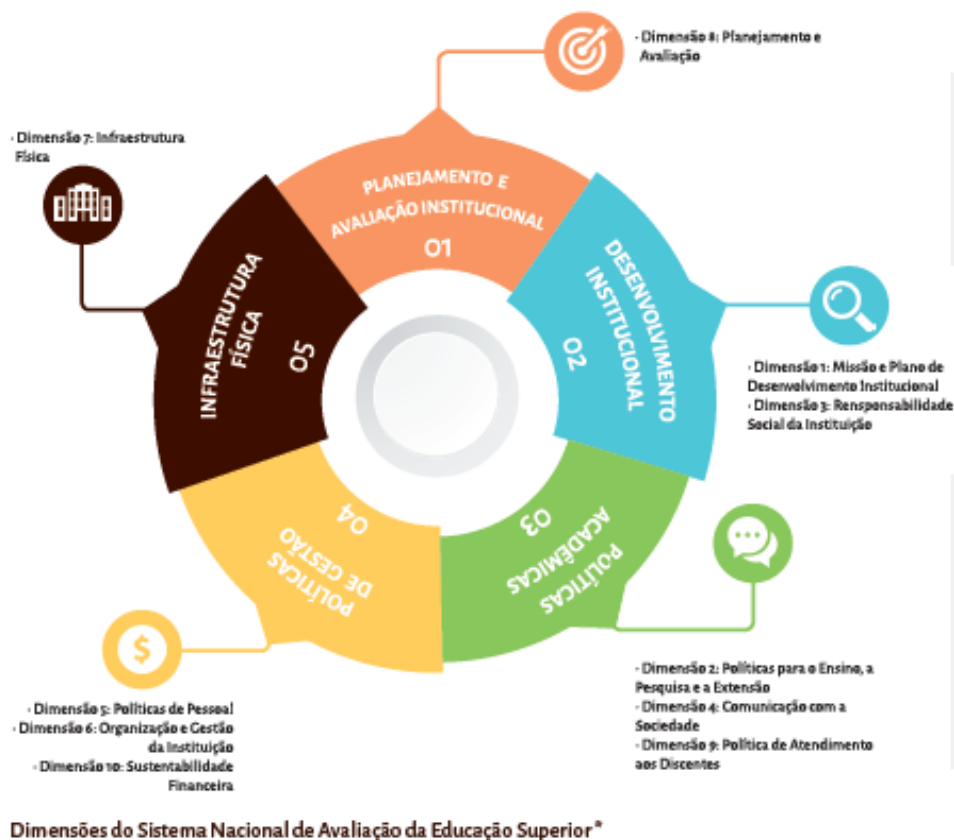 · Dimensão 8: Planejamento e
Avaliação
· Dimensão 7: Infraestrutura
Física
PLANEJAMENTO E
AVALIAÇÃO INSTITUCIONAL
01
DESENVOLVIMENTO
INSTITUCIONAL
02
· Dimensão 1: Missão e Plano de
Desenvolvimento Institucional
· Dimensão 3: Rensponsabilidade
Social da Instituição
INFRAESTRUTURA
FÍSICA
05
03
POLÍTICAS
ACADÊMICAS
04
POLÍTICAS
DE GESTÃO
$
· Dimensão 2: Políticas para o Ensino, a
Pesquisa e a Extensão
· Dimensão 4: Comunicação com a
Sociedade
· Dimensão 9: Política de Atendimento
aos Discentes
· Dimensão 5: Políticas de Pessoal
· Dimensão 6: Organização e Gestão
da Instituição
· Dimensão 10: Sustentabilidade
Financeira
Dimensões do Sistema Nacional de Avaliação da Educação Superior*